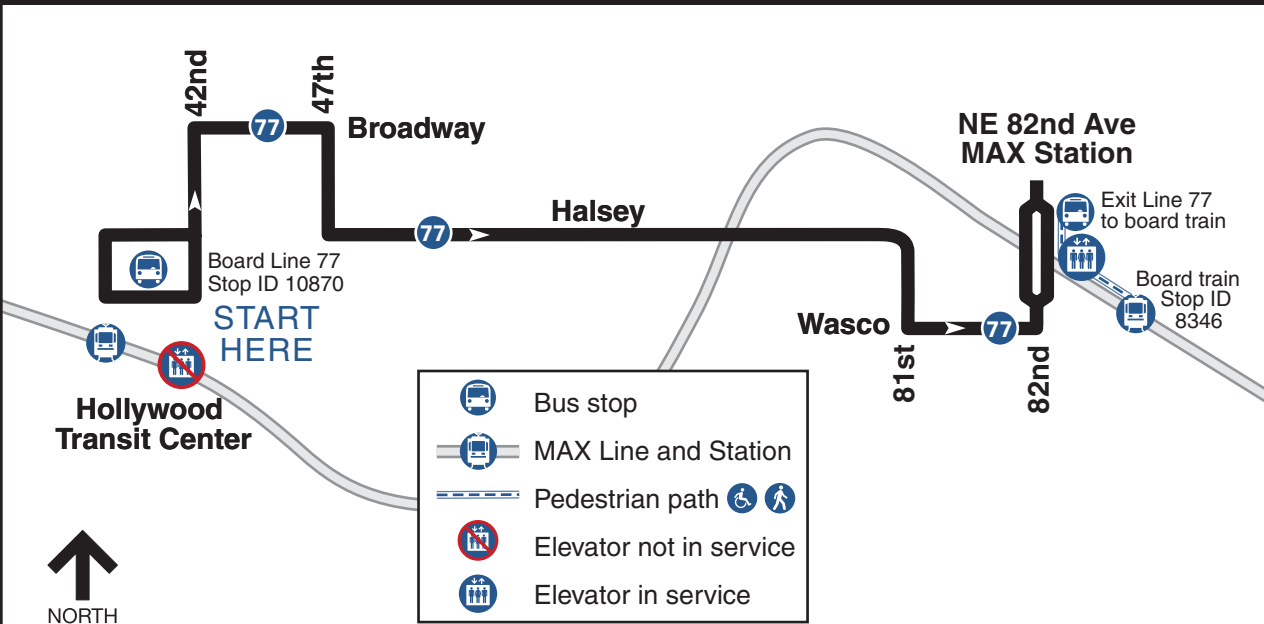 42nd
47th
77
Broadway
NE 82nd Ave
MAX Station
Exit Line 77
to board train
Halsey
77
Board Line 77
Stop ID 10870
START
HERE
Board train
Stop ID
8346
Wasco
77
81st
82nd
Hollywood
Transit Center
Bus stop
MAX Line and Station
Pedestrian path
Elevator not in service
Elevator in service
NORTH